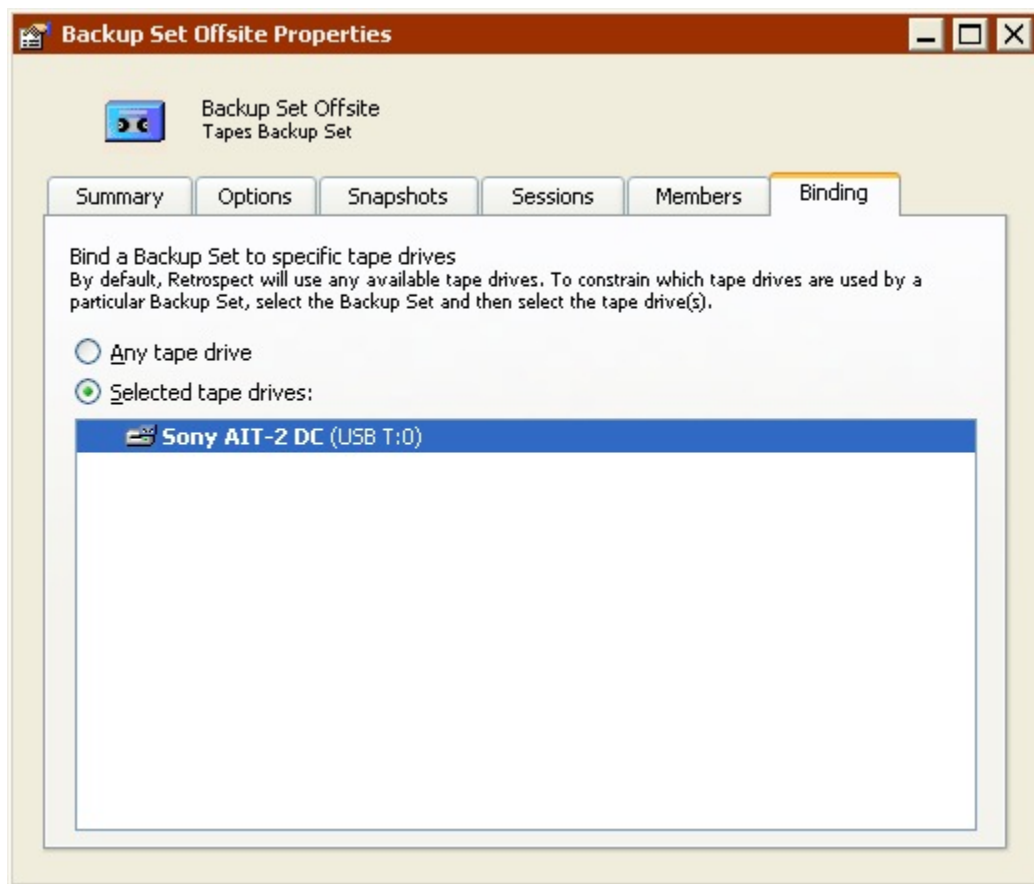 Backup Set Offsite Properties
Backup Set Offsite
Tapes Backup Set
Summary Options Snapshots Sessions Members Binding
Bind a Backup Set to specific tape drives
By default, Retrospect will use any available tape drives. To constrain which tape drives are used by a
particular Backup Set, select the Backup Set and then select the tape drive(s).
Any tape drive
Selected tape drives:
Sony AIT-2 DC (USB T:0)